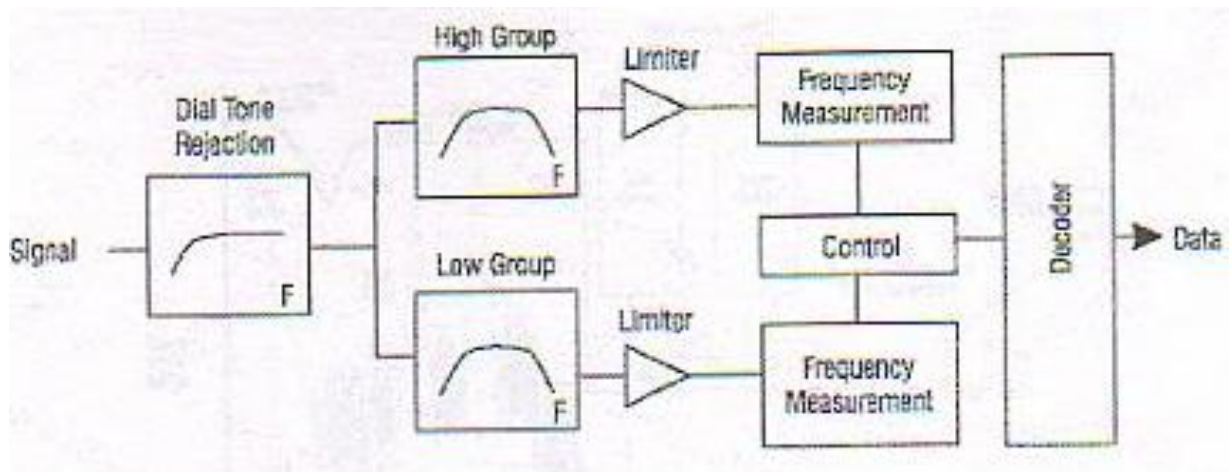 High Group
Limiter
Frequency
Measurement
Dial Tone
Rejection
F
F
Signal
Control
Decoder
Data
Low Group
Limiter
F
Frequency
Measurement